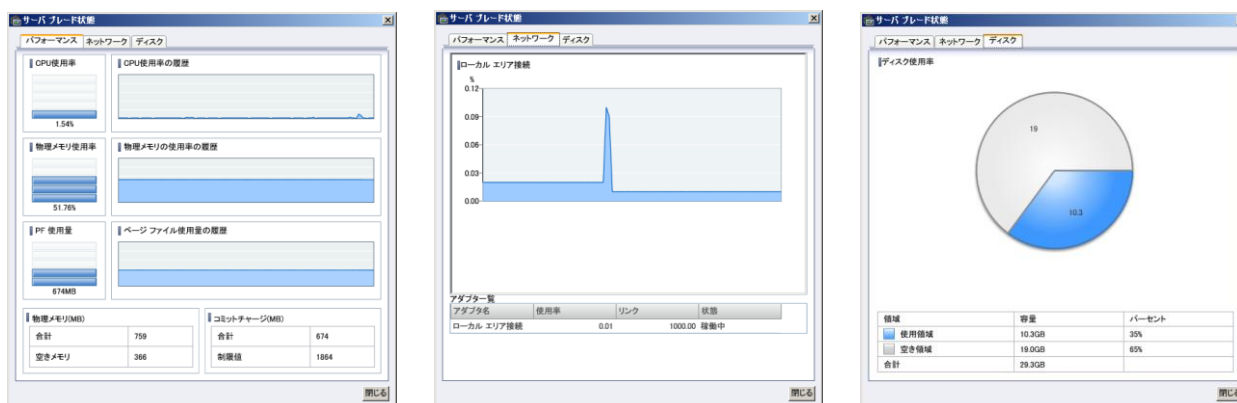 サーバ ブレード状態
パフォーマンス ネットワーク ディスク
CPU使用率 CPU使用率の履歴
1.54%
物理メモリ使用率 物理メモリの使用率の履歴
51.76%
PF 使用量 ページ ファイル使用量の履歴
674MB
物理メモリ(MB) コミットチャージ(MB)
合計 759 合計 674
空きメモリ 366 制限値 1864
閉じる
サーバ ブレード状態
パフォーマンス ネットワーク ディスク
ローカル エリア接続
%
0.12
0.09
0.06
0.03
0.00
アダプター覧
アダプタ名 使用率 リンク 状態
ローカル エリア接続 0.01 1000.00 稼働中
閉じる
サーバ ブレード状態
パフォーマンス ネットワーク ディスク
ディスク使用率
19
10.3
領域 容量 パーセント
使用領域 10.3GB 35%
空き領域 19.0GB 65%
合計 29.3GB
閉じる